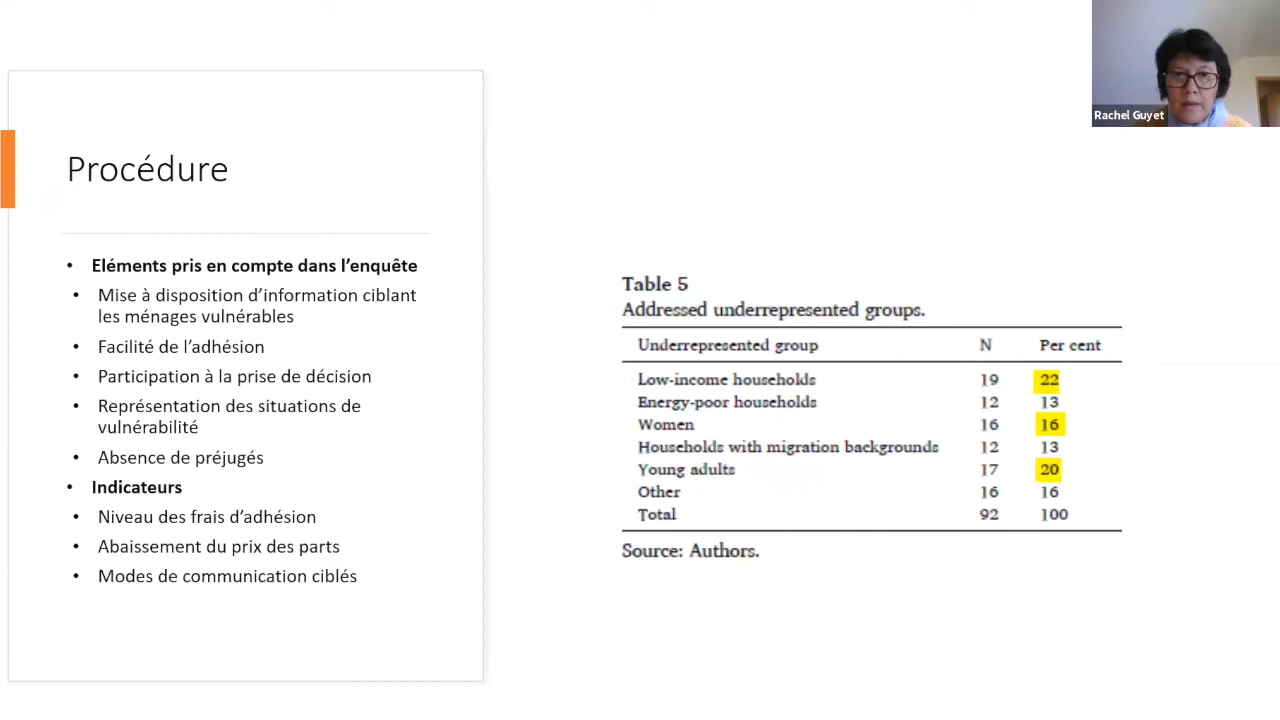 Rachel Guyet
Procédure
• Eléments pris en compte dans l'enquête
• Mise à disposition d'information ciblant
les ménages vulnérables
• Facilité de l'adhésion
• Participation à la prise de décision
• Représentation des situations de
vulnérabilité
• Absence de préjugés
• Indicateurs
• Niveau des frais d'adhésion
• Abaissement du prix des parts
• Modes de communication ciblés
Table 5
Addressed underrepresented groups.
Underrepresented group N Per cent
Low-income households 19 22
Energy-poor households 12 13
Women 16 16
Households with migration backgrounds 12 13
Young adults 17 20
Other 16 16
Total 92 100
Source: Authors.